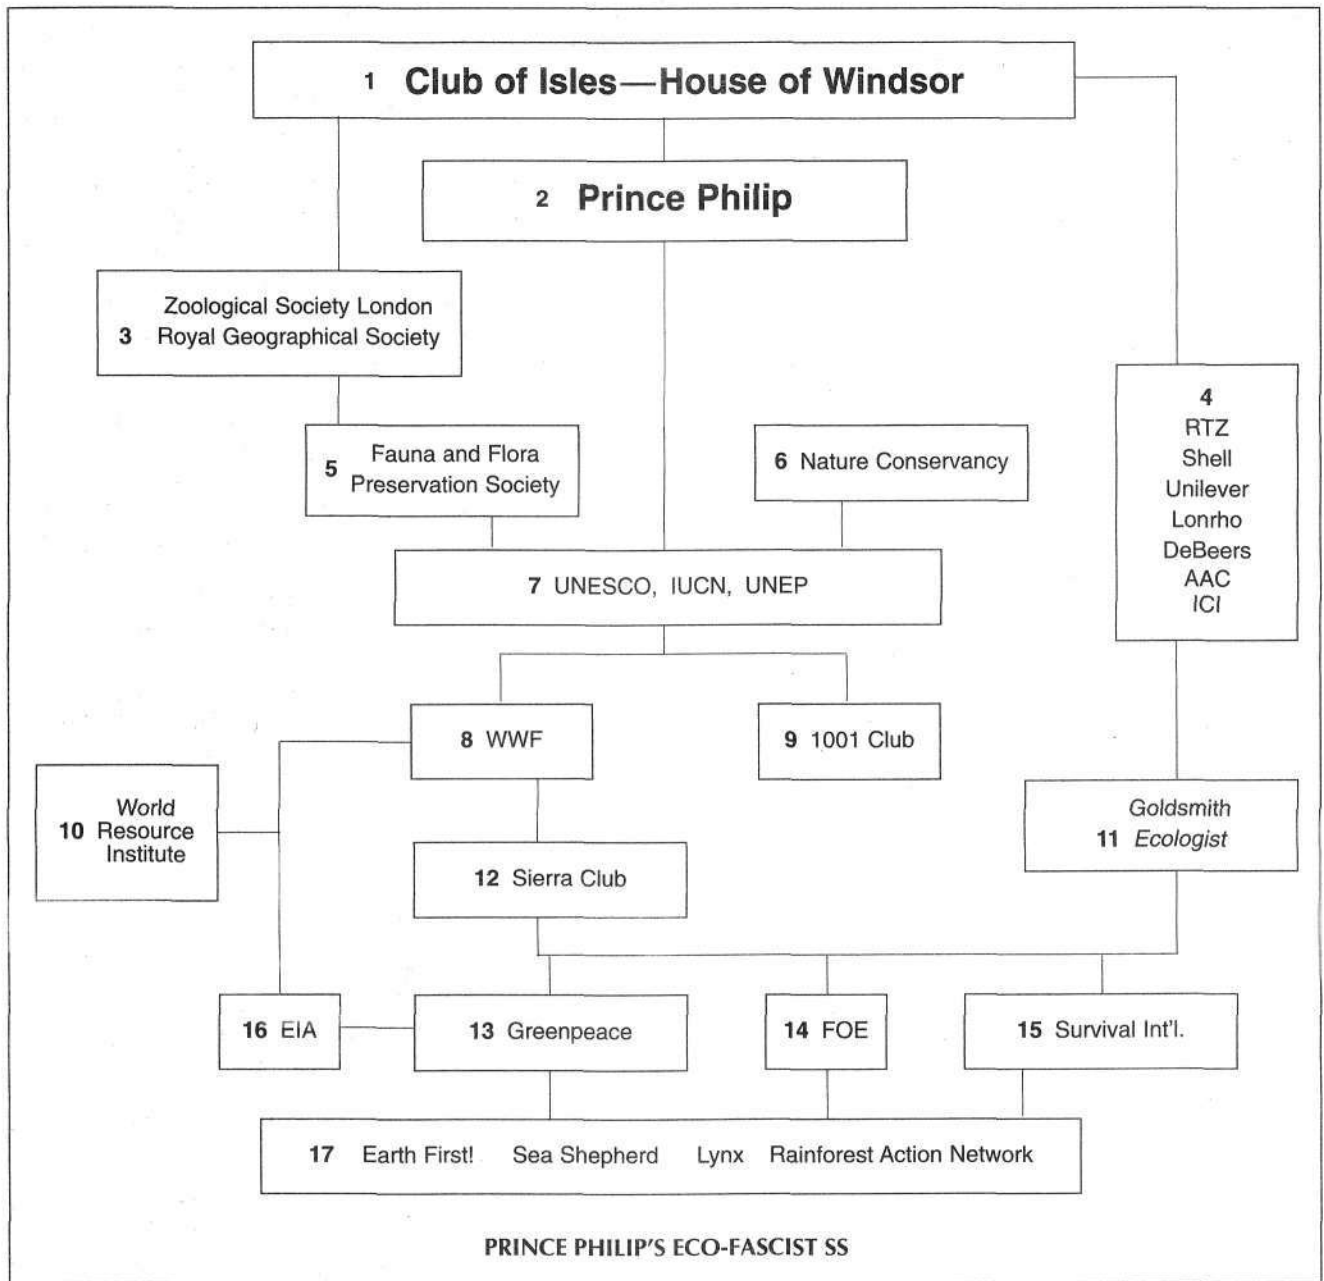 1 Club of Isles—House of Windsor
2 Prince Philip
Zoological Society London
3 Royal Geographical Society
4
RTZ
Shell
Unilever
Lonrho
DeBeers
AAC
ICI
5 Fauna and Flora
Preservation Society
6 Nature Conservancy
7 UNESCO, IUCN, UNEP
8 WWF
9 1001 Club
World
10 Resource
Institute
Goldsmith
11 Ecologist
12 Sierra Club
16 EIA
13 Greenpeace
14 FOE
15 Survival Int'l.
17 Earth First! Sea Shepherd Lynx Rainforest Action Network
PRINCE PHILIP'S ECO-FASCIST SS